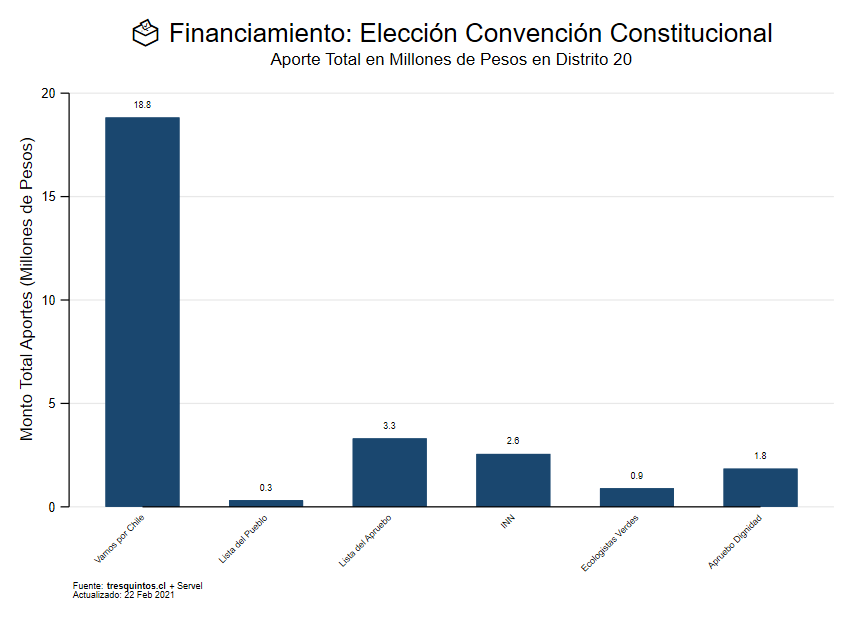 Financiamiento: Elección Convención Constitucional
Aporte Total en Millones de Pesos en Distrito 20
Monto Total Aportes (Millones de Pesos)
20
15
10
5
0
18.8
0.3
3.3
2.6
0.9
1.8
Vamos por Chile
Lista del Pueblo
Lista del Apruebo
INN
Ecologistas Verdes
Apruebo Dignidad
Fuente: tresquintos.cl + Servel
Actualizado: 22 Feb 2021